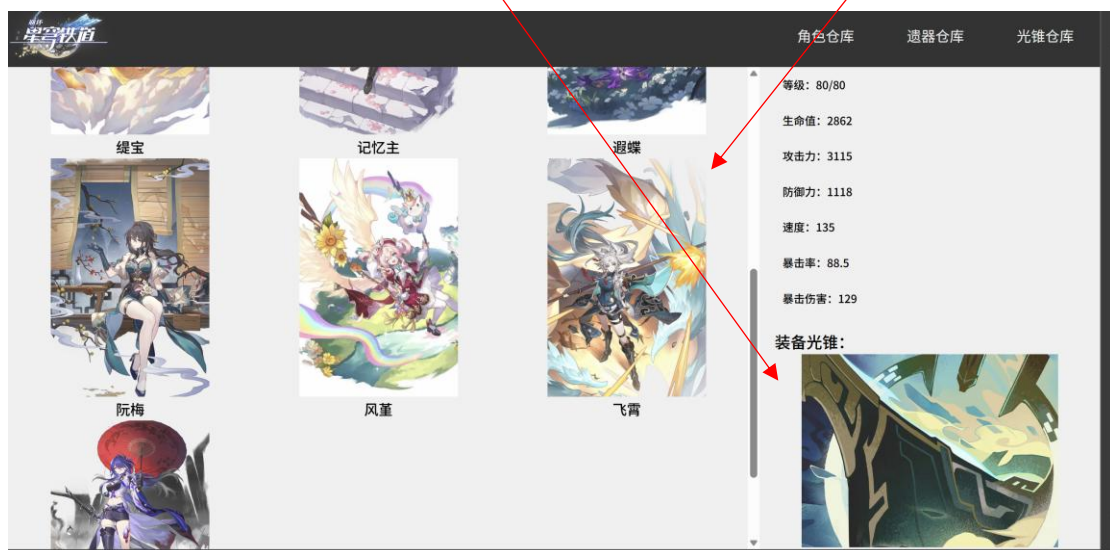 崩坏
星穹铁道
角色仓库 遗器仓库 光锥仓库
缇宝 记忆主 遐蝶
阮梅 风堇 飞霄
等级：80/80
生命值：2862
攻击力：3115
防御力：1118
速度：135
暴击率：88.5
暴击伤害：129
装备光锥：